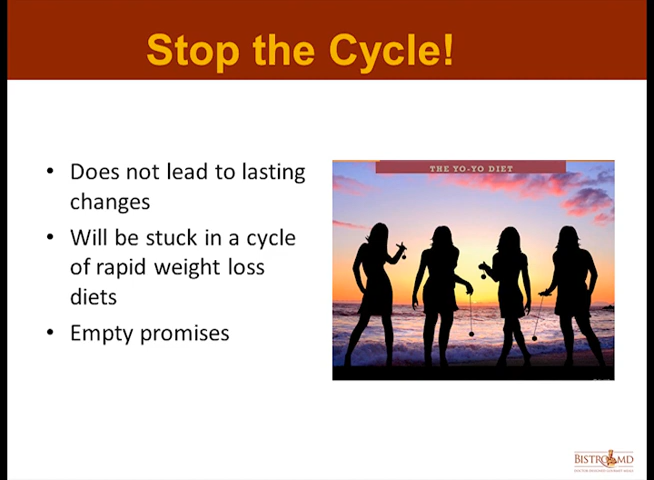 Stop the Cycle!
• Does not lead to lasting
changes
• Will be stuck in a cycle
of rapid weight loss
diets
• Empty promises
THE YO-YO DIET
BISTROMD